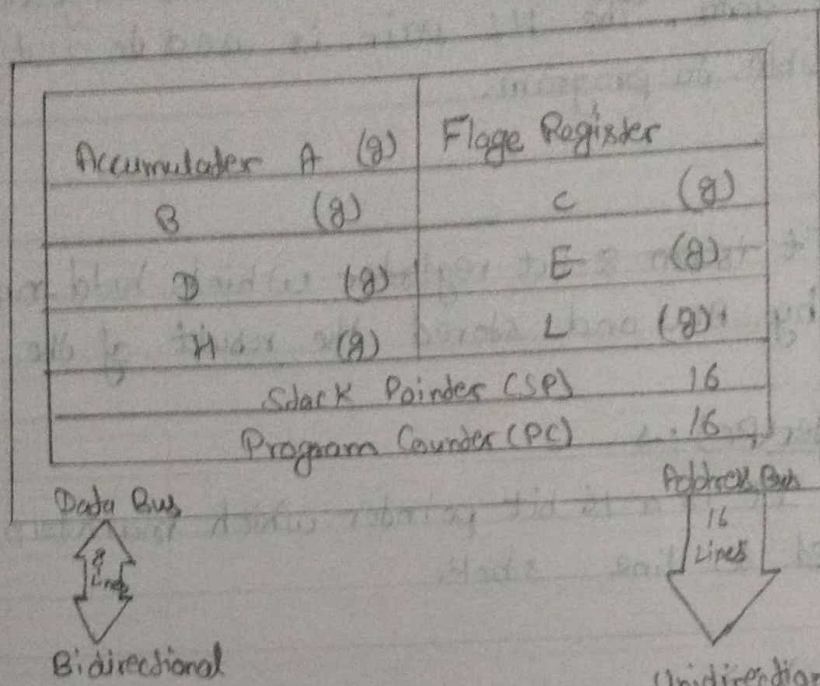 Accumulater A (8)
Flage Register
B (8)
C (8)
D (8)
E (8)
H (8)
L (8)
Stack Pointer (SP) 16
Program Counter (PC) 16
Data Bus
8
Lines
Bidirectional
Address Bus
16
Lines